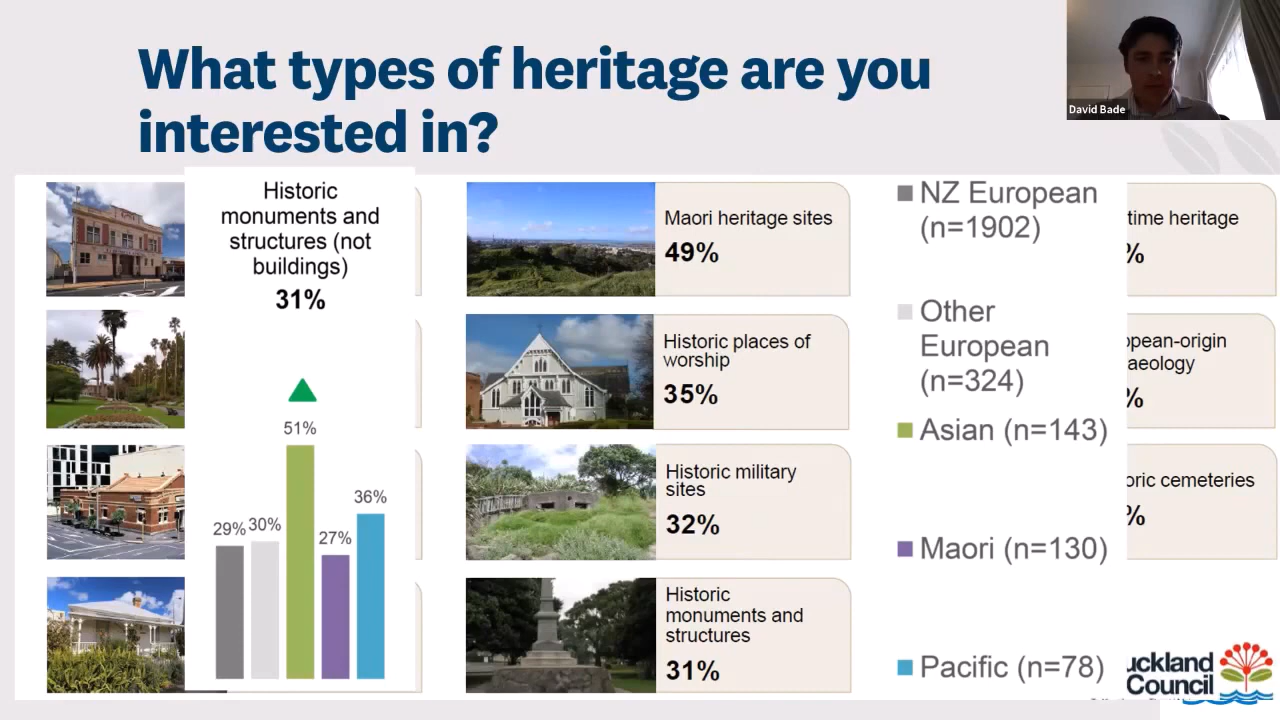 What types of heritage are you
interested in?
David Bade
Historic
monuments and
structures (not
buildings)
31%
51%
29%
30%
27%
36%
Maori heritage sites
49%
Historic places of
worship
35%
Historic military
sites
32%
Historic
monuments and
structures
31%
NZ European
(n=1902)
Other
European
(n=324)
Asian (n=143)
Maori (n=130)
Pacific (n=78)
time heritage
%
pean-origin
aeology
%
oric cemeteries
%
uckland
Council